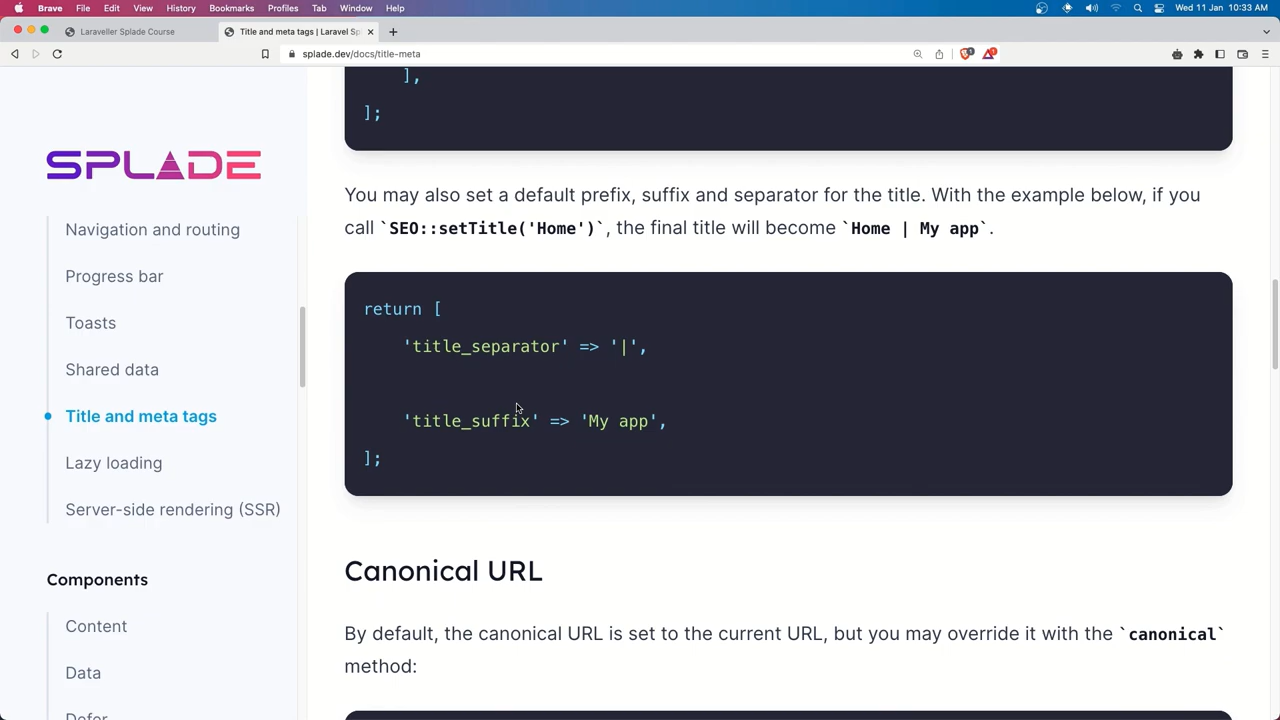 Brave File Edit View History Bookmarks Profiles Tab Window Help Wed 11 Jan 10:33 AM
Laraveller Splade Course
Title and meta tags | Laravel Sp
splade.dev/docs/title-meta
SPLADE
Navigation and routing
Progress bar
Toasts
Shared data
Title and meta tags
Lazy loading
Server-side rendering (SSR)
Components
Content
Data
Defer
],
];
You may also set a default prefix, suffix and separator for the title. With the example below, if you
call `SEO::setTitle('Home')`, the final title will become `Home | My app`.
return [
'title_separator' => '|',
'title_suffix' => 'My app',
];
Canonical URL
By default, the canonical URL is set to the current URL, but you may override it with the `canonical`
method: